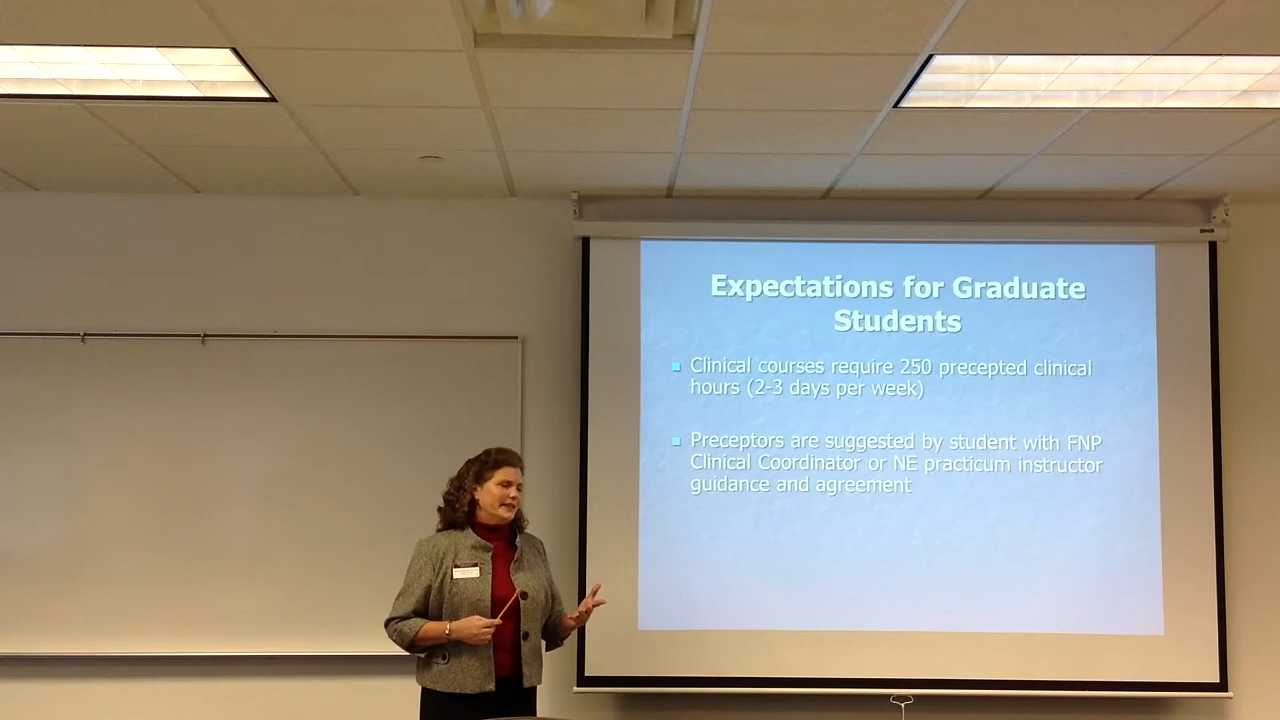 Expectations for Graduate
Students
Clinical courses require 250 precepted clinical
hours (2-3 days per week)
Preceptors are suggested by student with FNP
Clinical Coordinator or NE practicum instructor
guidance and agreement